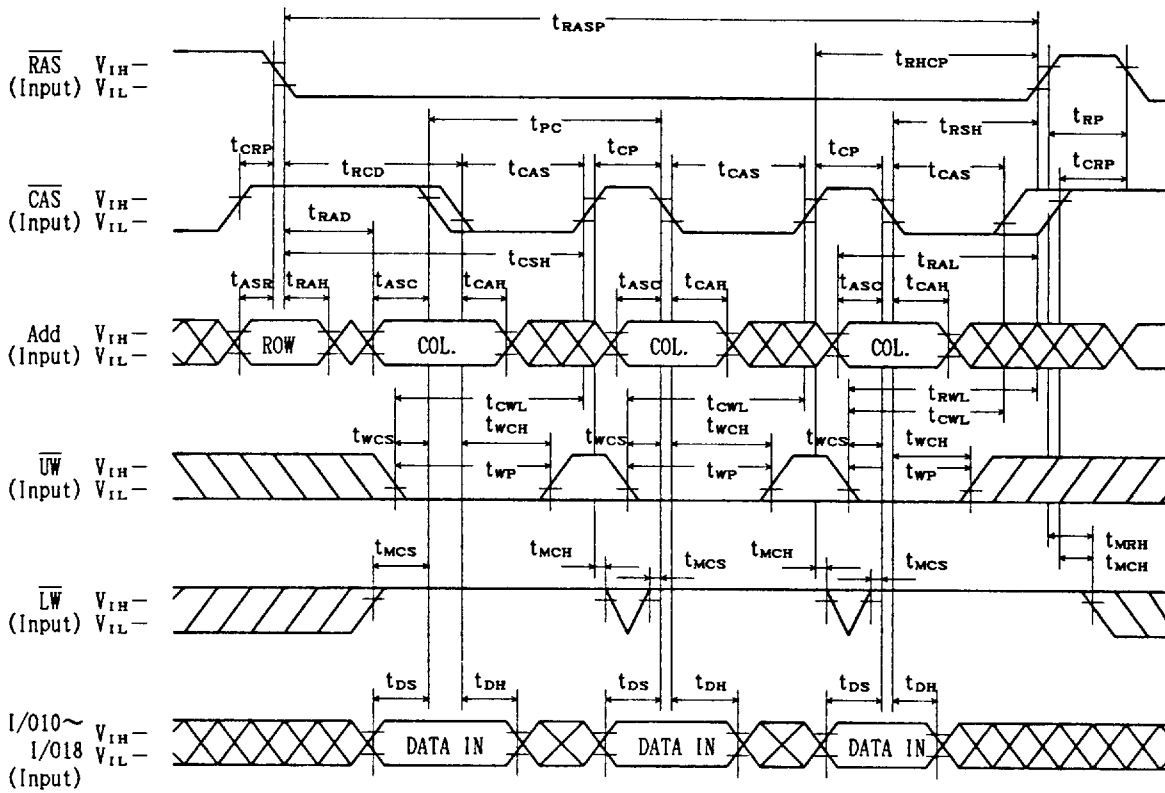 tRASP
R̅A̅S̅ VIH—
(Input) VIL—
tRHCP
tPC tRSH tRP
tCRP tRCD tCAS tCP tCAS tCP tCAS tCRP
C̅A̅S̅ VIH—
(Input) VIL—
tRAD
tCSH tRAL
tASR tRAH tASC tCAH tASC tCAH tASC tCAH
Add VIH—
(Input) VIL—
ROW COL. COL. COL.
tRWL
tCWL tCWL tCWL
tWCS tWCH tWCS tWCH tWCS tWCH
U̅W̅ VIH—
(Input) VIL—
tWP tWP tWP
tMRH
tMCS tMCH tMCS tMCH tMCS tMCH
L̅W̅ VIH—
(Input) VIL—
tDS tDH tDS tDH tDS tDH
I/O10~ VIH—
I/O18 VIL—
(Input)
DATA IN DATA IN DATA IN